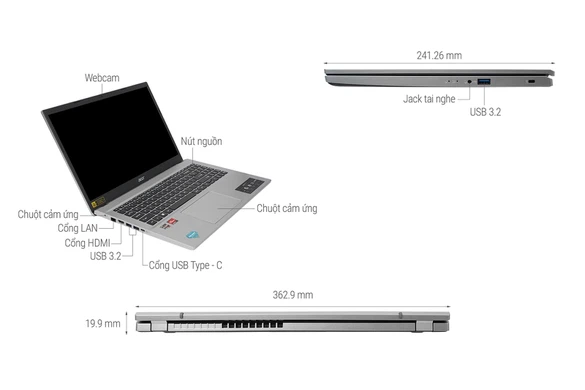 Webcam
Nút nguồn
Chuột cảm ứng
Chuột cảm ứng
Cổng LAN
Cổng HDMI
USB 3.2
Cổng USB Type - C
acer
241.26 mm
Jack tai nghe
USB 3.2
362.9 mm
19.9 mm